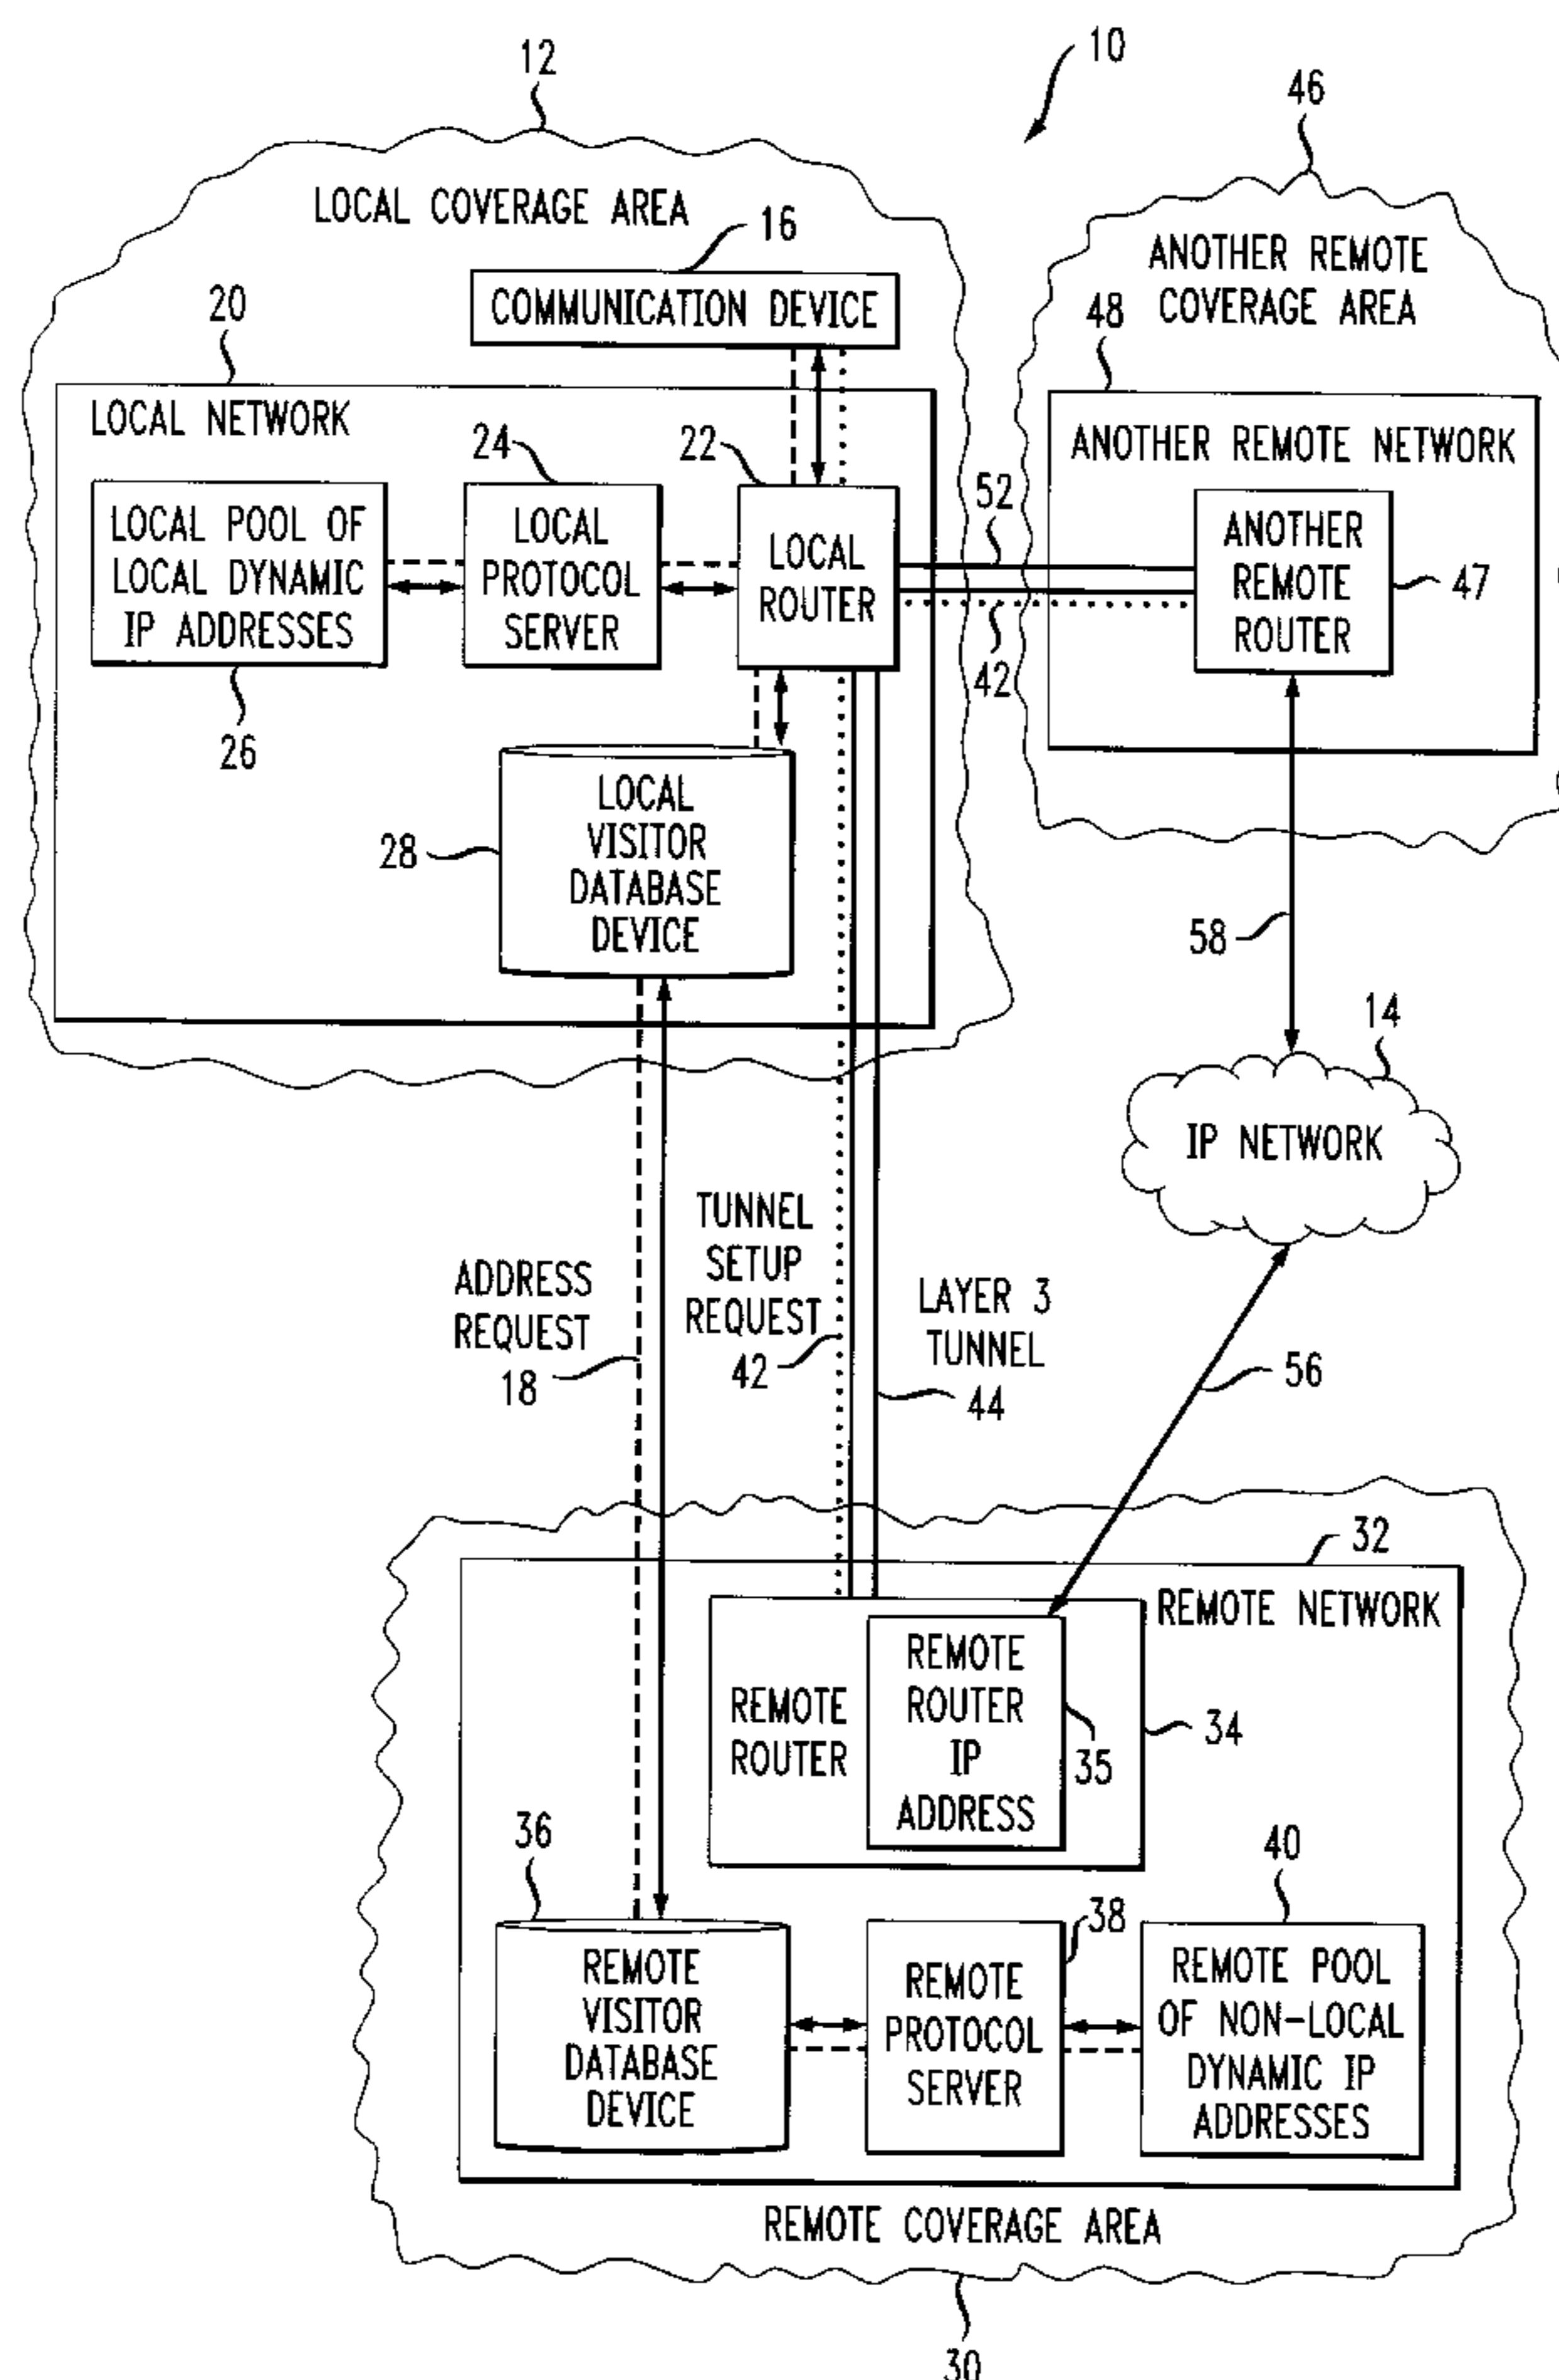 10
12
46
LOCAL COVERAGE AREA
16
COMMUNICATION DEVICE
ANOTHER REMOTE
COVERAGE AREA
20
48
LOCAL NETWORK
24
22
ANOTHER REMOTE NETWORK
LOCAL POOL OF
LOCAL DYNAMIC
IP ADDRESSES
LOCAL
PROTOCOL
SERVER
LOCAL
ROUTER
52
ANOTHER
REMOTE
ROUTER
47
42
26
LOCAL
VISITOR
DATABASE
DEVICE
28
58
14
IP NETWORK
ADDRESS
REQUEST
18
TUNNEL
SETUP
REQUEST
42
LAYER 3
TUNNEL
44
56
32
REMOTE NETWORK
REMOTE
ROUTER
REMOTE
ROUTER
IP
ADDRESS
35
34
36
38
40
REMOTE
VISITOR
DATABASE
DEVICE
REMOTE
PROTOCOL
SERVER
REMOTE POOL
OF NON-LOCAL
DYNAMIC IP
ADDRESSES
REMOTE COVERAGE AREA
30